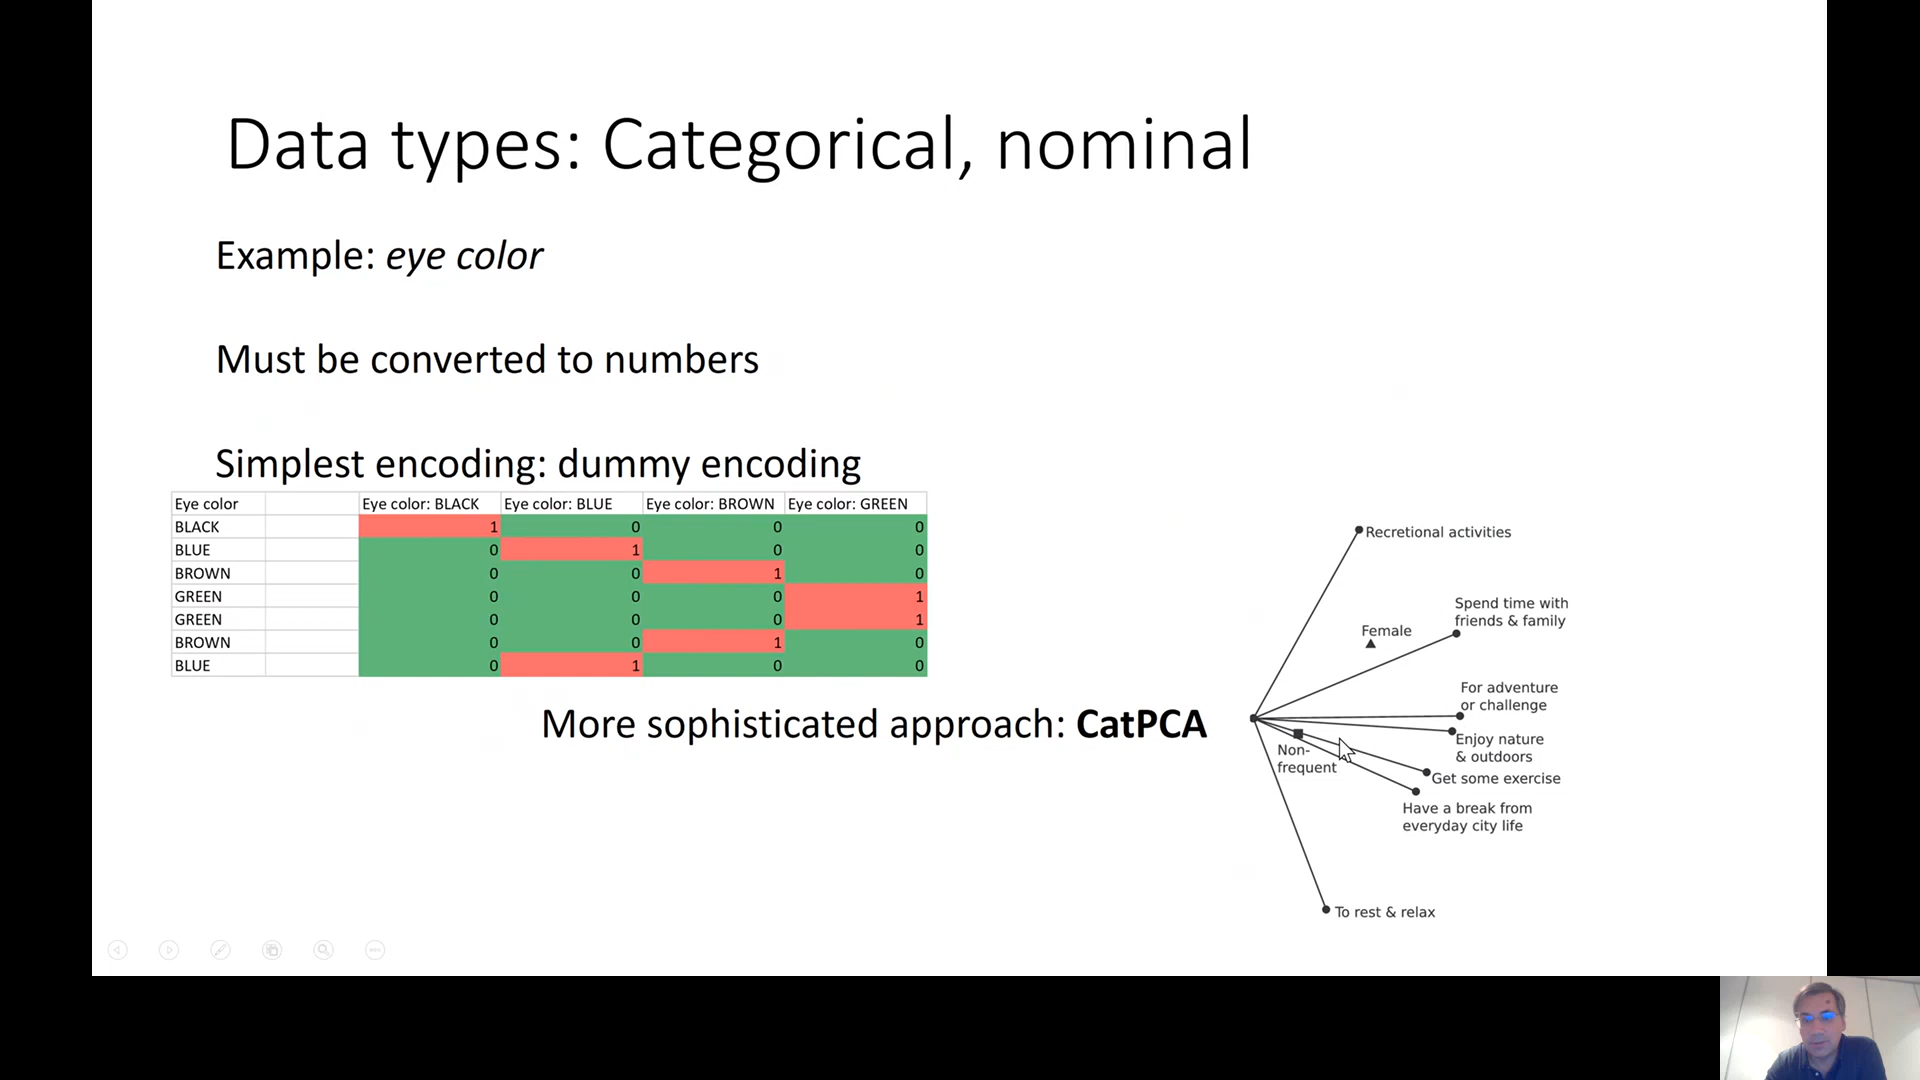 Data types: Categorical, nominal
Example: eye color
Must be converted to numbers
Simplest encoding: dummy encoding
Eye color Eye color: BLACK Eye color: BLUE Eye color: BROWN Eye color: GREEN
BLACK 1 0 0 0
BLUE 0 1 0 0
BROWN 0 0 1 0
GREEN 0 0 0 1
GREEN 0 0 0 1
BROWN 0 0 1 0
BLUE 0 1 0 0
More sophisticated approach: CatPCA
Recretional activities
Spend time with
friends & family
Female
For adventure
or challenge
Enjoy nature
& outdoors
Non-
frequent
Get some exercise
Have a break from
everyday city life
To rest & relax